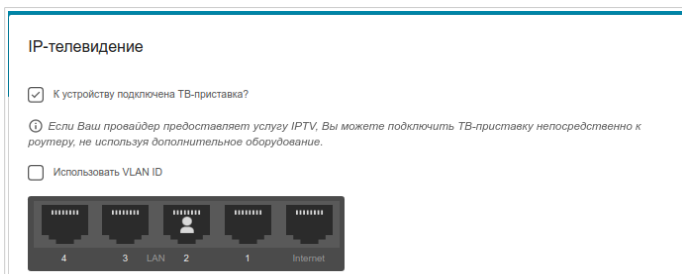 IP-телевидение
К устройству подключена ТВ-приставка?
Если Ваш провайдер предоставляет услугу IPTV, Вы можете подключить ТВ-приставку непосредственно к
роутеру, не используя дополнительное оборудование.
Использовать VLAN ID
4 3 LAN 2 1 Internet